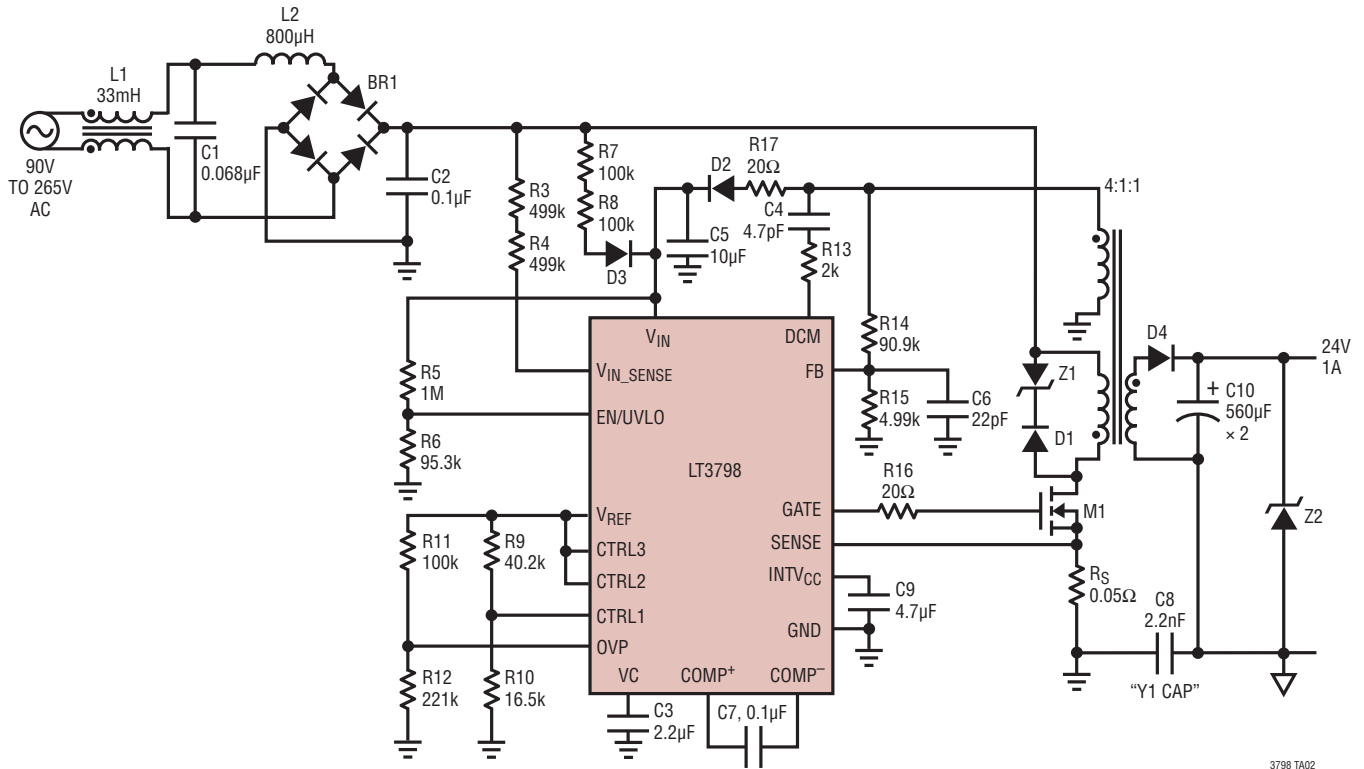 L2
800µH
L1
33mH
BR1
90V
TO 265V
AC
C1
0.068µF
C2
0.1µF
R3
499k
R4
499k
R7
100k
R8
100k
D3
D2
R17
20Ω
C5
10µF
C4
4.7pF
R13
2k
4:1:1
R5
1M
R6
95.3k
R14
90.9k
R15
4.99k
C6
22pF
Z1
D1
D4
24V
1A
+ C10
560µF
× 2
Z2
VIN
DCM
VIN_SENSE
FB
EN/UVLO
LT3798
VREF
GATE
CTRL3
SENSE
CTRL2
INTVCC
CTRL1
GND
OVP
VC
COMP+
COMP–
R16
20Ω
M1
RS
0.05Ω
C9
4.7µF
C8
2.2nF
"Y1 CAP"
R11
100k
R9
40.2k
R12
221k
R10
16.5k
C3
2.2µF
C7, 0.1µF
3798 TA02